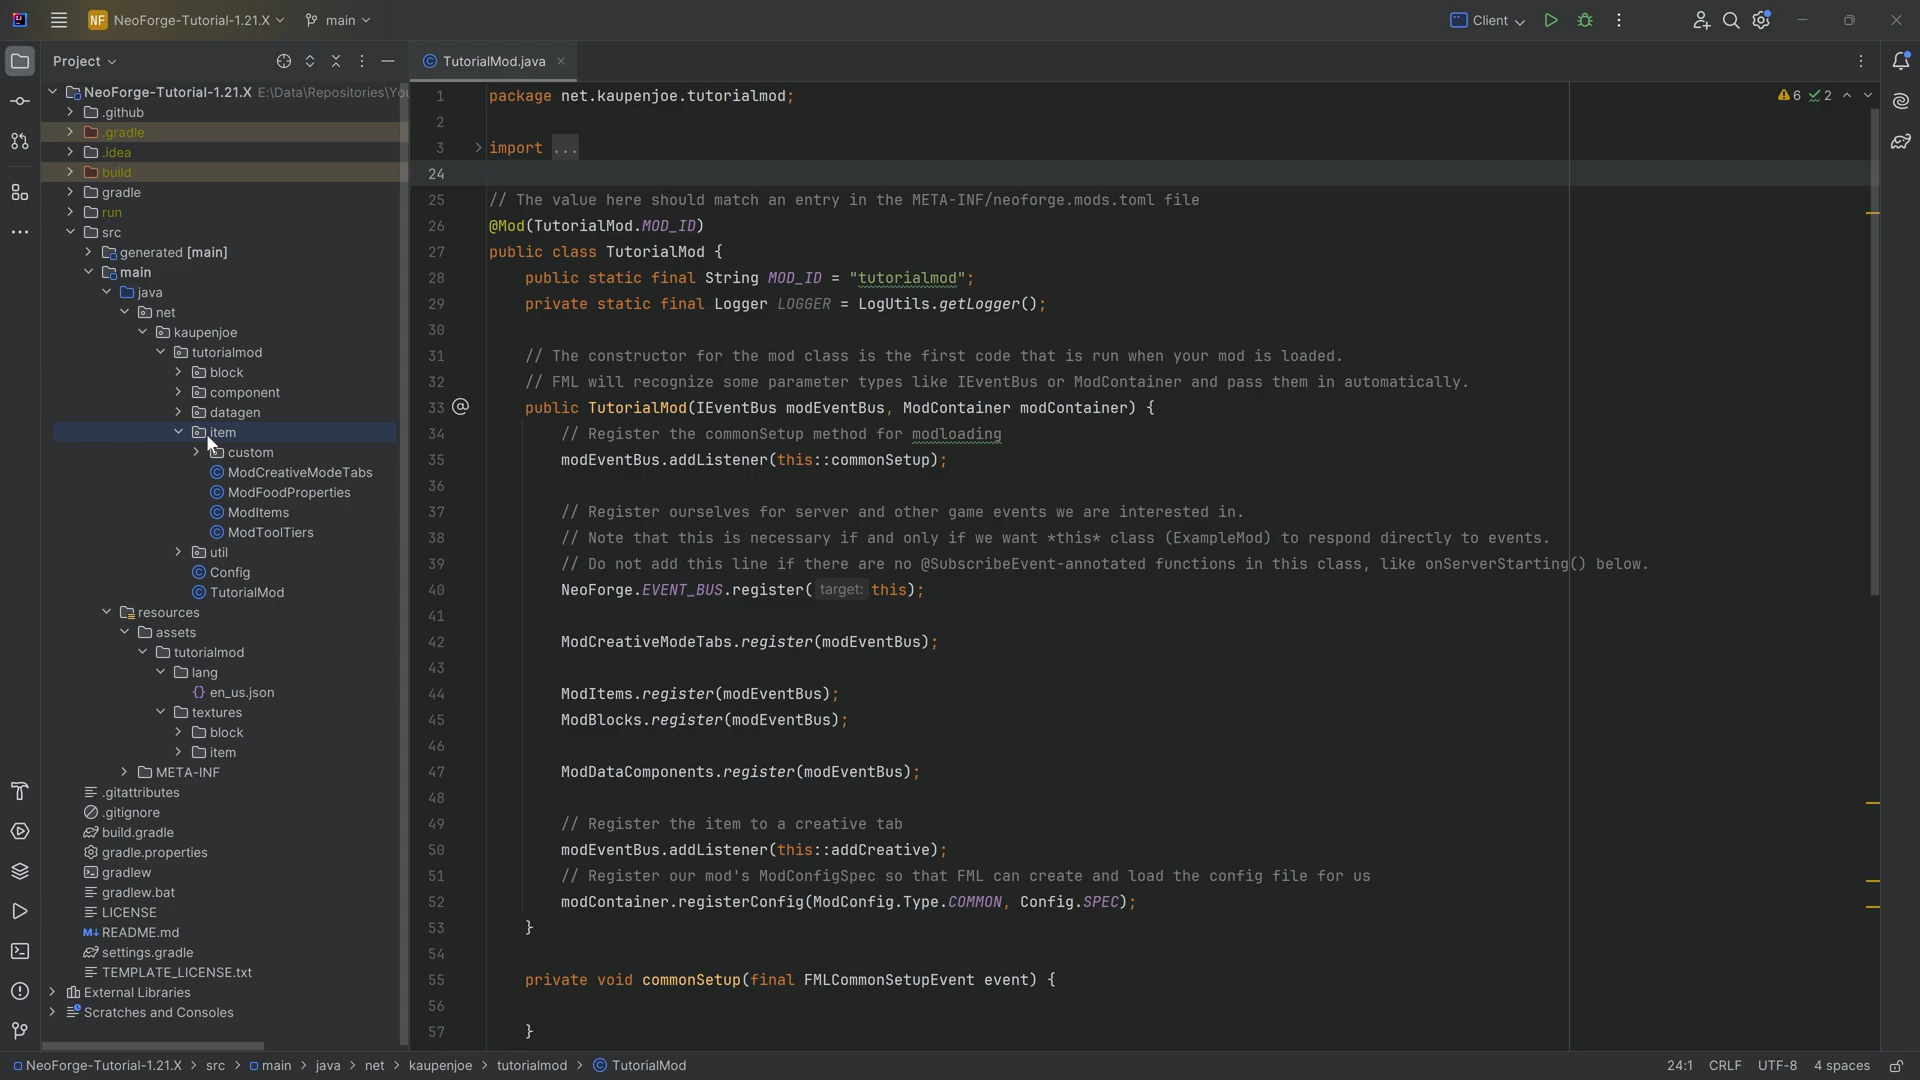 NF NeoForge-Tutorial-1.21.X main Client
Project
TutorialMod.java
NeoForge-Tutorial-1.21.X E:\Data\Repositories\You
.github
.gradle
.idea
build
gradle
run
src
generated [main]
main
java
net
kaupenjoe
tutorialmod
block
component
datagen
item
custom
ModCreativeModeTabs
ModFoodProperties
ModItems
ModToolTiers
util
Config
TutorialMod
resources
assets
tutorialmod
lang
en_us.json
textures
block
item
META-INF
.gitattributes
.gitignore
build.gradle
gradle.properties
gradlew
gradlew.bat
LICENSE
README.md
settings.gradle
TEMPLATE_LICENSE.txt
External Libraries
Scratches and Consoles
6 2
1 package net.kaupenjoe.tutorialmod;
2
3 import ...
24
25 // The value here should match an entry in the META-INF/neoforge.mods.toml file
26 @Mod(TutorialMod.MOD_ID)
27 public class TutorialMod {
28 public static final String MOD_ID = "tutorialmod";
29 private static final Logger LOGGER = LogUtils.getLogger();
30
31 // The constructor for the mod class is the first code that is run when your mod is loaded.
32 // FML will recognize some parameter types like IEventBus or ModContainer and pass them in automatically.
33 @ public TutorialMod(IEventBus modEventBus, ModContainer modContainer) {
34 // Register the commonSetup method for modloading
35 modEventBus.addListener(this::commonSetup);
36
37 // Register ourselves for server and other game events we are interested in.
38 // Note that this is necessary if and only if we want *this* class (ExampleMod) to respond directly to events.
39 // Do not add this line if there are no @SubscribeEvent-annotated functions in this class, like onServerStarting() below.
40 NeoForge.EVENT_BUS.register( target: this);
41
42 ModCreativeModeTabs.register(modEventBus);
43
44 ModItems.register(modEventBus);
45 ModBlocks.register(modEventBus);
46
47 ModDataComponents.register(modEventBus);
48
49 // Register the item to a creative tab
50 modEventBus.addListener(this::addCreative);
51 // Register our mod's ModConfigSpec so that FML can create and load the config file for us
52 modContainer.registerConfig(ModConfig.Type.COMMON, Config.SPEC);
53 }
54
55 private void commonSetup(final FMLCommonSetupEvent event) {
56
57 }
NeoForge-Tutorial-1.21.X > src > main > java > net > kaupenjoe > tutorialmod > TutorialMod 24:1 CRLF UTF-8 4 spaces